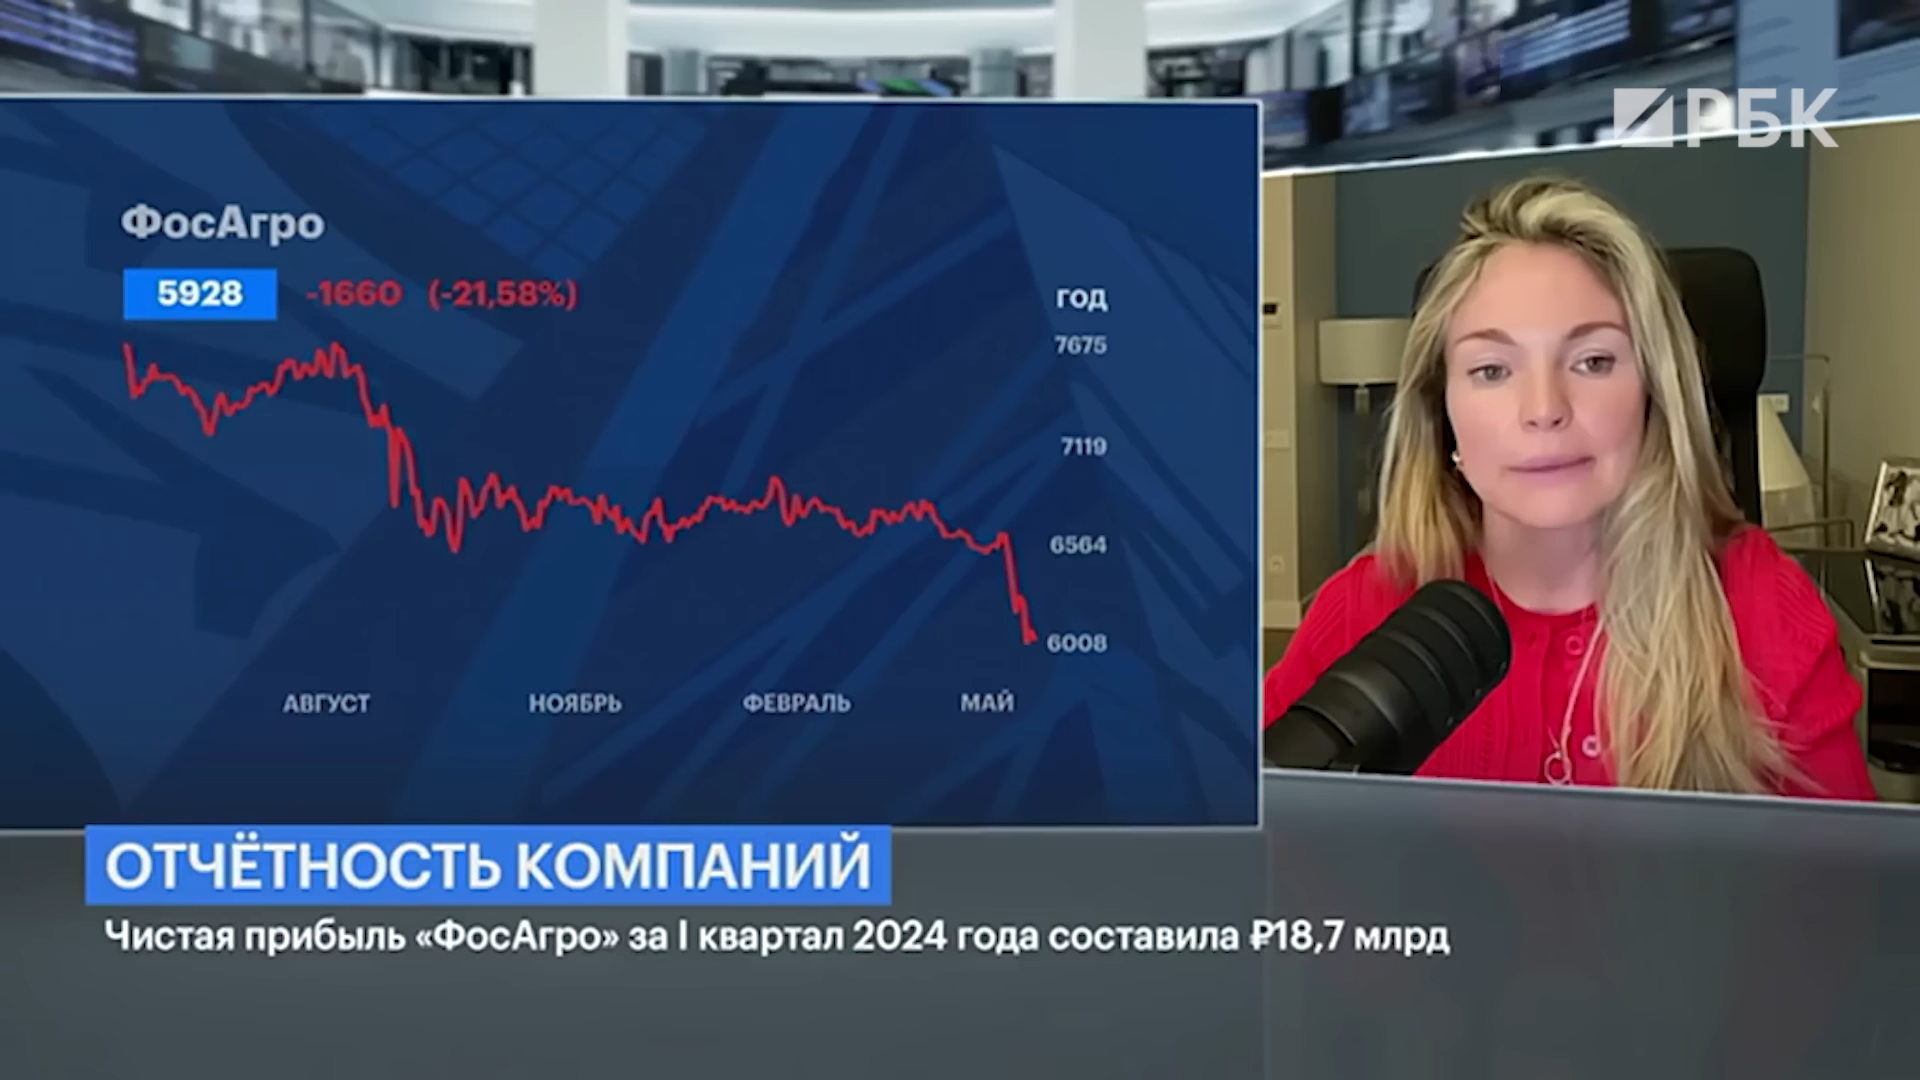 РБК
ФосАгро
5928 -1660 (-21,58%)
ГОД
7675
7119
6564
6008
АВГУСТ НОЯБРЬ ФЕВРАЛЬ МАЙ
ОТЧЁТНОСТЬ КОМПАНИЙ
Чистая прибыль «ФосАгро» за I квартал 2024 года составила ₽18,7 млрд